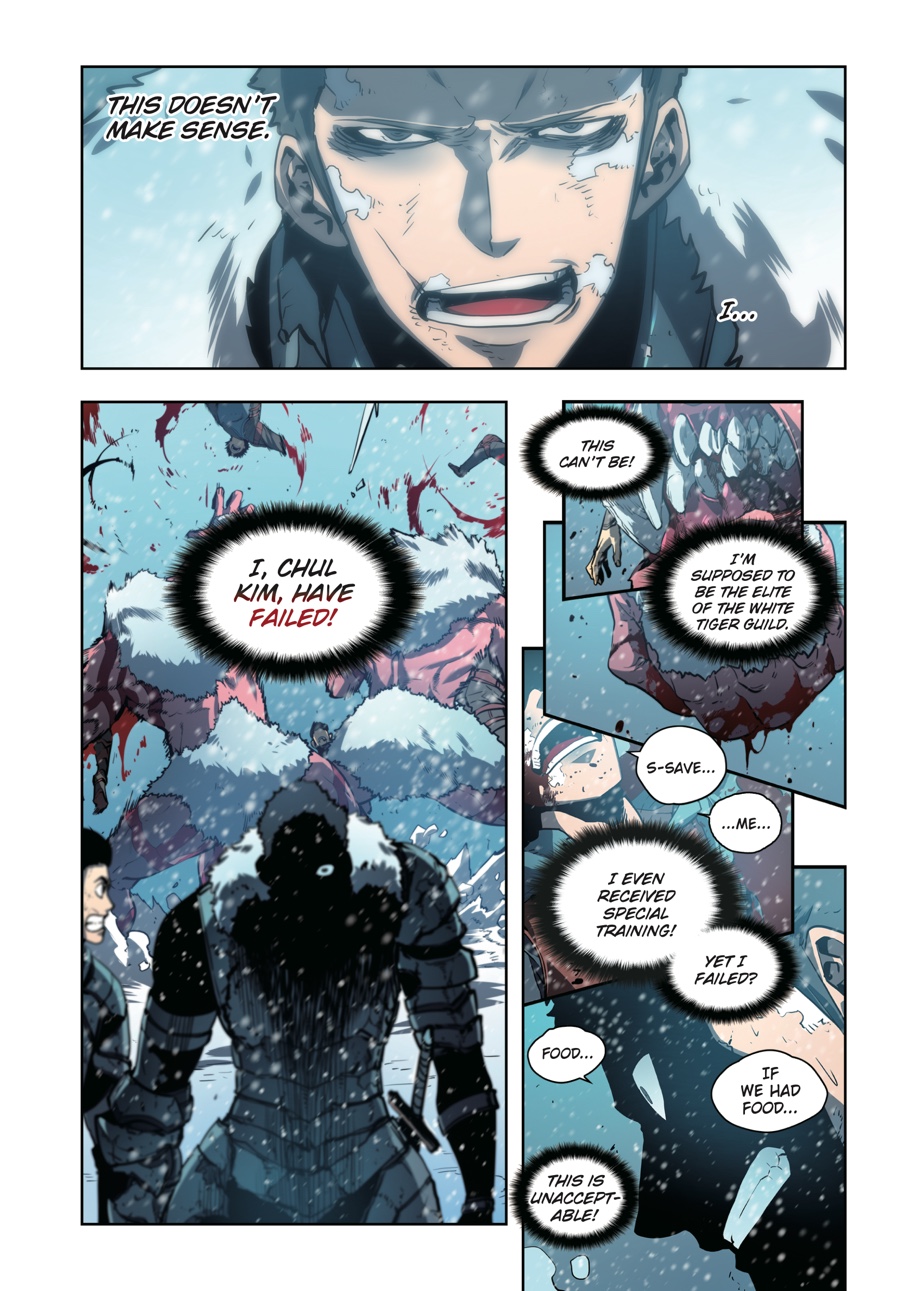 THIS DOESN'T
MAKE SENSE.
I...
I, CHUL
KIM, HAVE
FAILED!
THIS
CAN'T BE!
I'M
SUPPOSED TO
BE THE ELITE
OF THE WHITE
TIGER GUILD.
S-SAVE...
...ME...
I EVEN
RECEIVED
SPECIAL
TRAINING!
YET I
FAILED?
FOOD...
IF
WE HAD
FOOD...
THIS IS
UNACCEPT-
ABLE!